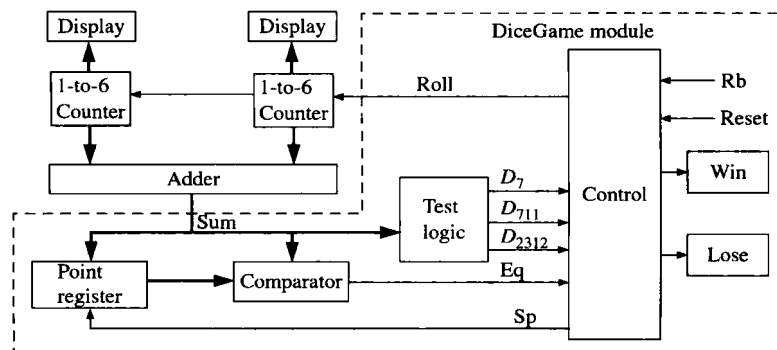 Display
Display
DiceGame module
1-to-6
Counter
1-to-6
Counter
Roll
Rb
Reset
Adder
Control
Win
Sum
Test
logic
D7
D711
D2312
Point
register
Comparator
Eq
Lose
Sp